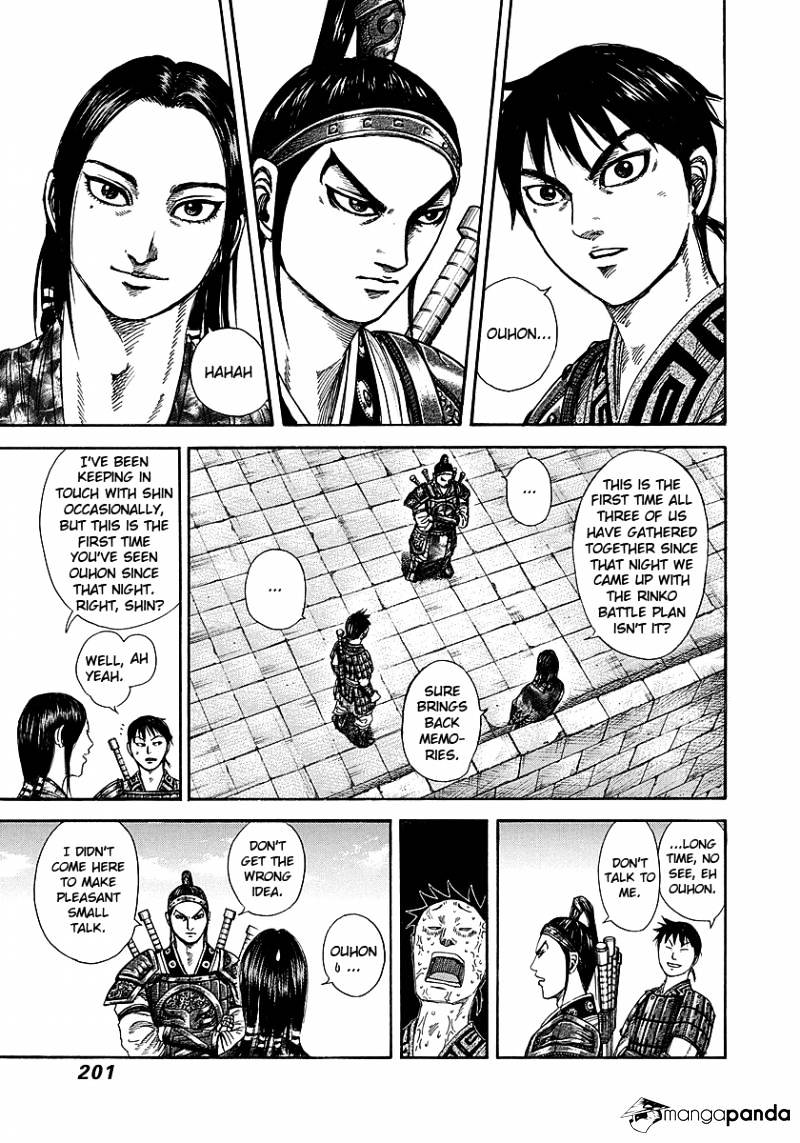 OUHON...
HAHAH
THIS IS THE
FIRST TIME ALL
THREE OF US
HAVE GATHERED
TOGETHER SINCE
THAT NIGHT WE
CAME UP WITH
THE RINKO
BATTLE PLAN
ISN'T IT?
...
SURE
BRINGS
BACK
MEMO-
RIES.
...
I'VE BEEN
KEEPING IN
TOUCH WITH SHIN
OCCASIONALLY,
BUT THIS IS THE
FIRST TIME
YOU'VE SEEN
OUHON SINCE
THAT NIGHT.
RIGHT, SHIN?
WELL, AH
YEAH.
...LONG
TIME, NO
SEE, EH
OUHON.
DON'T
TALK TO
ME.
OUHON
...
DON'T
GET THE
WRONG
IDEA.
I DIDN'T
COME HERE
TO MAKE
PLEASANT
SMALL
TALK.
201
mangapanda